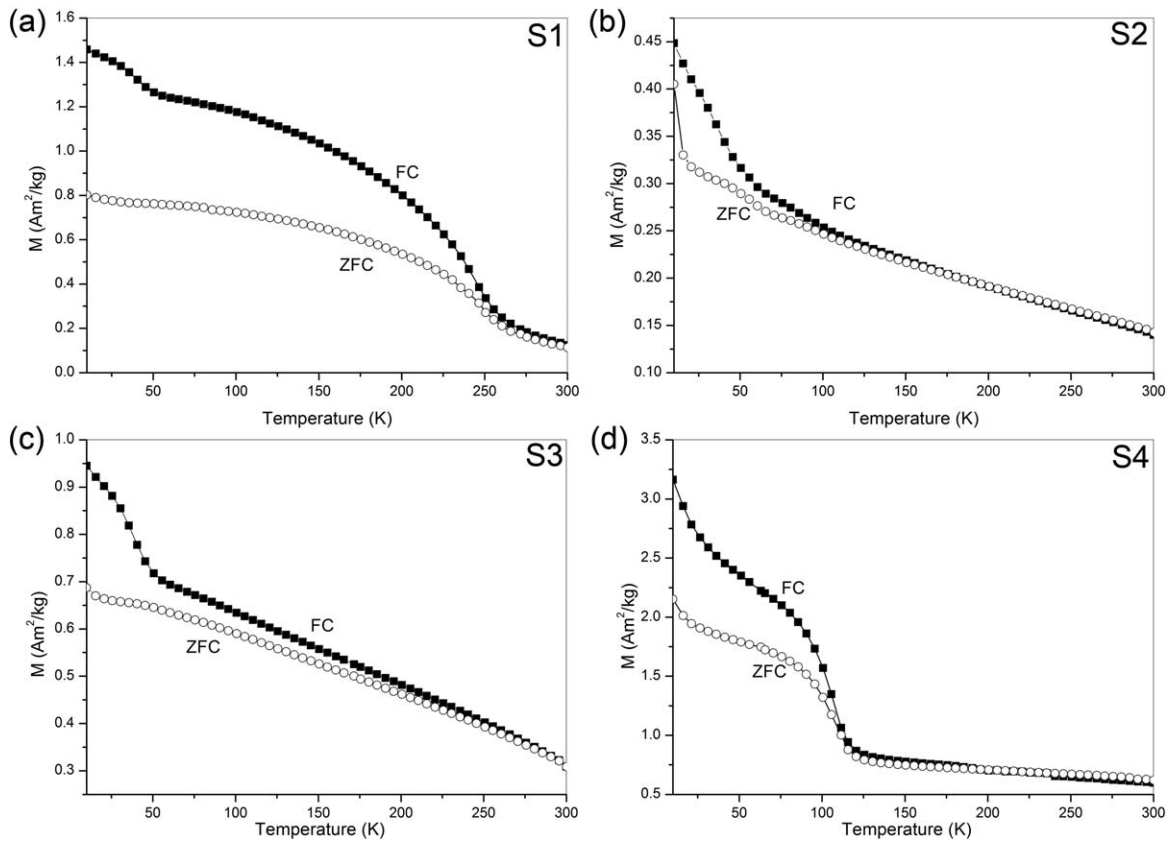 (a)
S1
M (Am²/kg)
1.6
1.4
1.2
1.0
0.8
0.6
0.4
0.2
0.0
FC
ZFC
50 100 150 200 250 300
Temperature (K)
(b)
S2
M (Am²/kg)
0.45
0.40
0.35
0.30
0.25
0.20
0.15
0.10
FC
ZFC
50 100 150 200 250 300
Temperature (K)
(c)
S3
M (Am²/kg)
1.0
0.9
0.8
0.7
0.6
0.5
0.4
0.3
FC
ZFC
50 100 150 200 250 300
Temperature (K)
(d)
S4
M (Am²/kg)
3.5
3.0
2.5
2.0
1.5
1.0
0.5
FC
ZFC
50 100 150 200 250 300
Temperature (K)